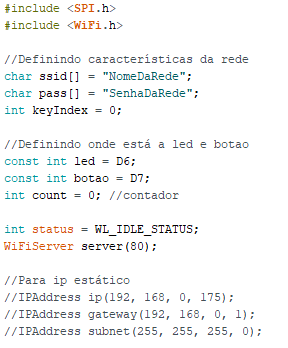 #include <SPI.h>
#include <WiFi.h>
//Definindo características da rede
char ssid[] = "NomeDaRede";
char pass[] = "SenhaDaRede";
int keyIndex = 0;
//Definindo onde está a led e botao
const int led = D6;
const int botao = D7;
int count = 0; //contador
int status = WL_IDLE_STATUS;
WiFiServer server(80);
//Para ip estático
//IPAddress ip(192, 168, 0, 175);
//IPAddress gateway(192, 168, 0, 1);
//IPAddress subnet(255, 255, 255, 0);